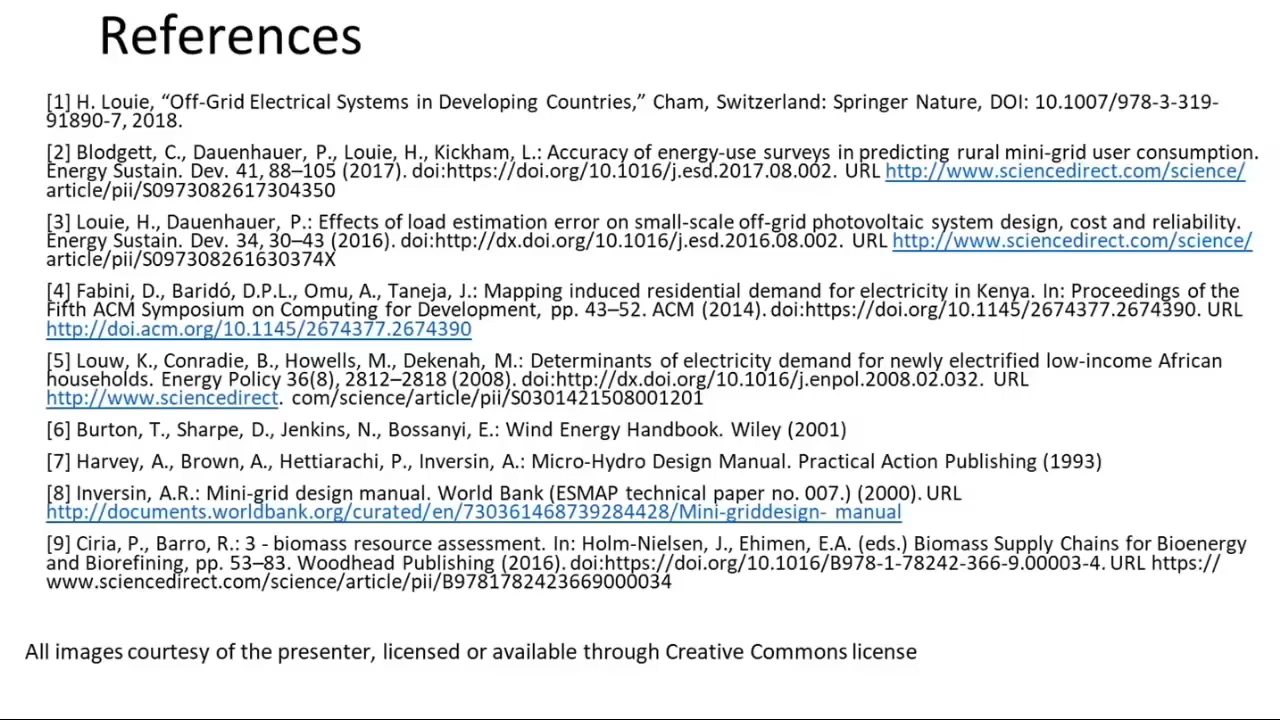 References
[1] H. Louie, “Off-Grid Electrical Systems in Developing Countries,” Cham, Switzerland: Springer Nature, DOI: 10.1007/978-3-319-
91890-7, 2018.
[2] Blodgett, C., Dauenhauer, P., Louie, H., Kickham, L.: Accuracy of energy-use surveys in predicting rural mini-grid user consumption.
Energy Sustain. Dev. 41, 88–105 (2017). doi:https://doi.org/10.1016/j.esd.2017.08.002. URL http://www.sciencedirect.com/science/
article/pii/S0973082617304350
[3] Louie, H., Dauenhauer, P.: Effects of load estimation error on small-scale off-grid photovoltaic system design, cost and reliability.
Energy Sustain. Dev. 34, 30–43 (2016). doi:http://dx.doi.org/10.1016/j.esd.2016.08.002. URL http://www.sciencedirect.com/science/
article/pii/S097308261630374X
[4] Fabini, D., Baridó, D.P.L., Omu, A., Taneja, J.: Mapping induced residential demand for electricity in Kenya. In: Proceedings of the
Fifth ACM Symposium on Computing for Development, pp. 43–52. ACM (2014). doi:https://doi.org/10.1145/2674377.2674390. URL
http://doi.acm.org/10.1145/2674377.2674390
[5] Louw, K., Conradie, B., Howells, M., Dekenah, M.: Determinants of electricity demand for newly electrified low-income African
households. Energy Policy 36(8), 2812–2818 (2008). doi:http://dx.doi.org/10.1016/j.enpol.2008.02.032. URL
http://www.sciencedirect. com/science/article/pii/S0301421508001201
[6] Burton, T., Sharpe, D., Jenkins, N., Bossanyi, E.: Wind Energy Handbook. Wiley (2001)
[7] Harvey, A., Brown, A., Hettiarachi, P., Inversin, A.: Micro-Hydro Design Manual. Practical Action Publishing (1993)
[8] Inversin, A.R.: Mini-grid design manual. World Bank (ESMAP technical paper no. 007.) (2000). URL
http://documents.worldbank.org/curated/en/730361468739284428/Mini-griddesign- manual
[9] Ciria, P., Barro, R.: 3 - biomass resource assessment. In: Holm-Nielsen, J., Ehimen, E.A. (eds.) Biomass Supply Chains for Bioenergy
and Biorefining, pp. 53–83. Woodhead Publishing (2016). doi:https://doi.org/10.1016/B978-1-78242-366-9.00003-4. URL https://
www.sciencedirect.com/science/article/pii/B9781782423669000034
All images courtesy of the presenter, licensed or available through Creative Commons license